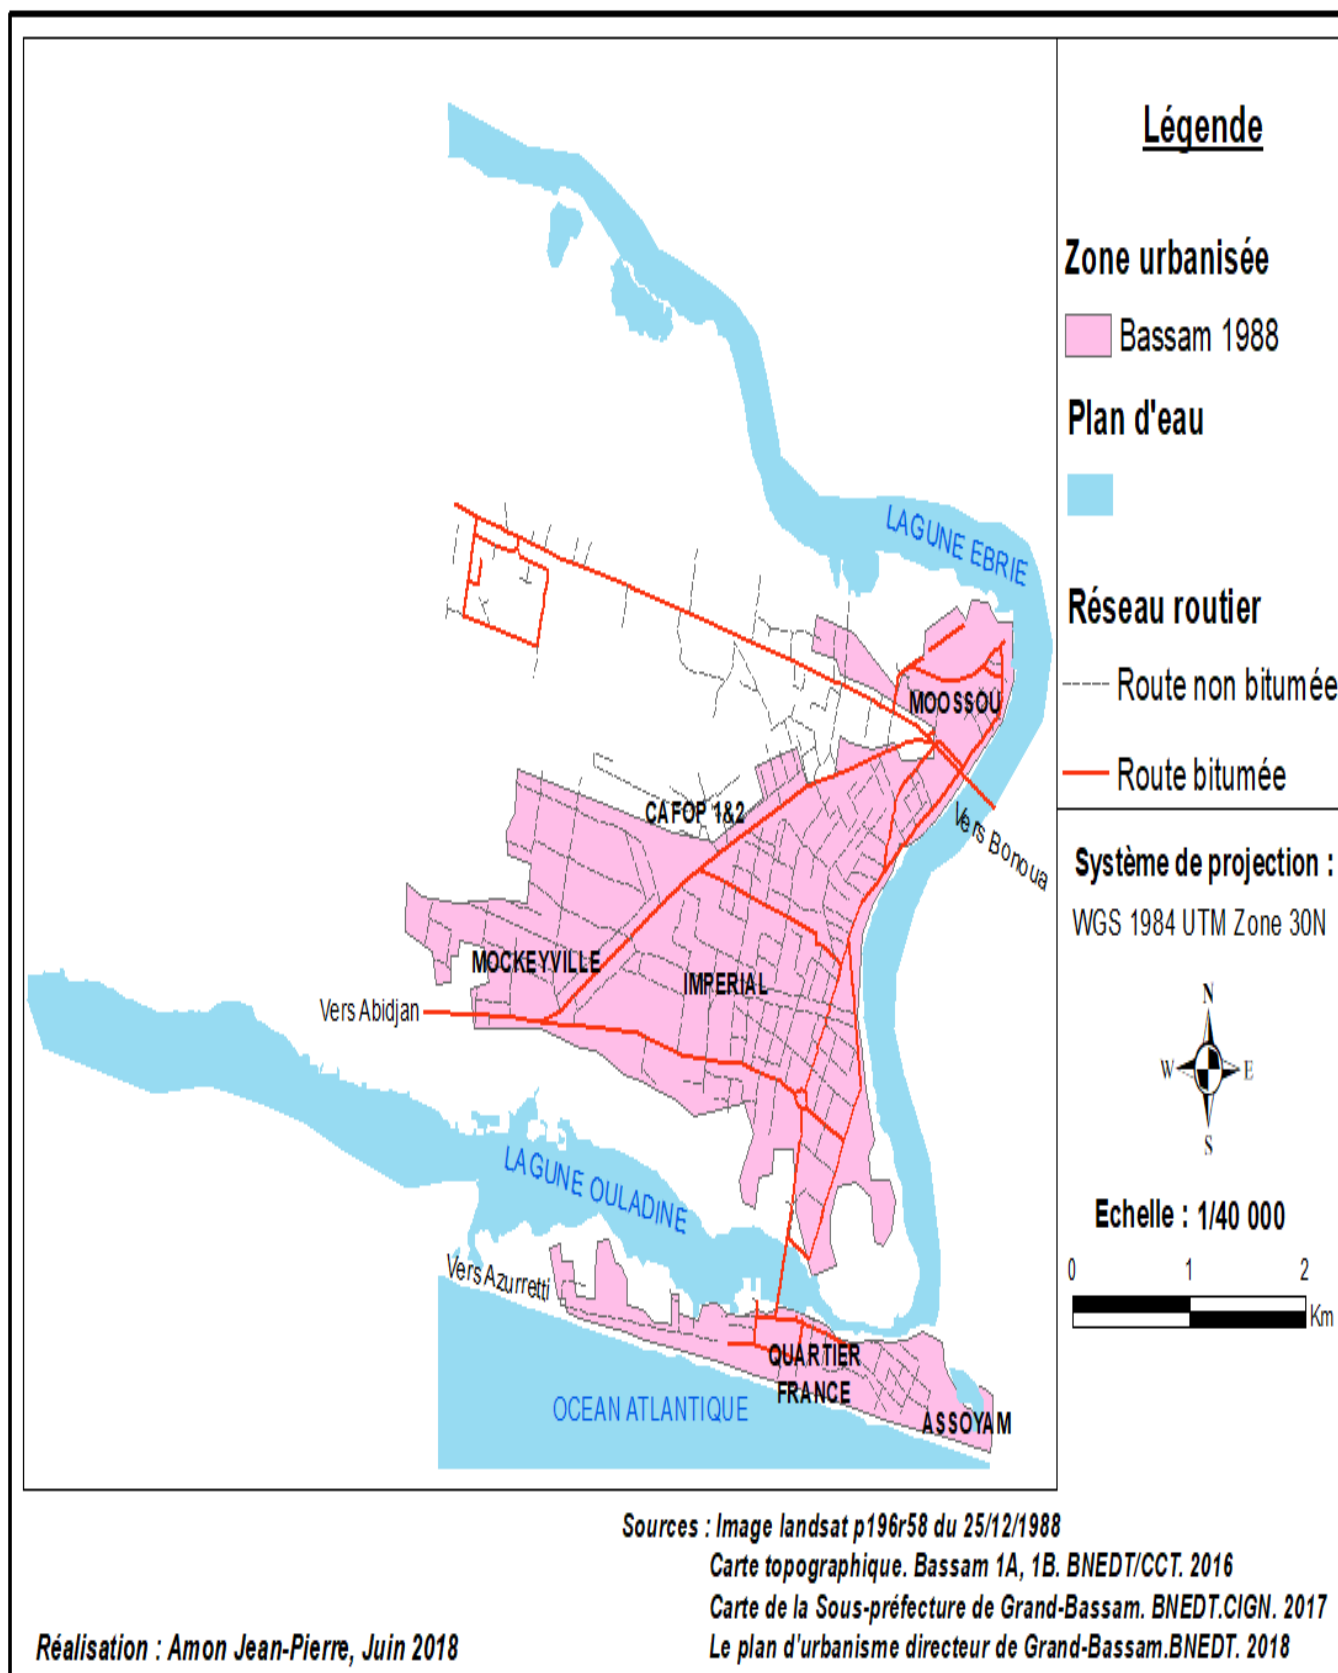 Légende
Zone urbanisée
Bassam 1988
Plan d'eau
Réseau routier
Route non bitumée
Route bitumée
Système de projection :
WGS 1984 UTM Zone 30N
N
W E
S
Echelle : 1/40 000
0 1 2
Km
LAGUNE EBRIE
MOOSSOU
CAFOP 1&2
Vers Bonoua
MOCKEYVILLE
IMPERIAL
Vers Abidjan
LAGUNE OULADINE
Vers Azurretti
QUARTIER
FRANCE
OCEAN ATLANTIQUE
ASSOYAM
Sources : Image landsat p196r58 du 25/12/1988
Carte topographique. Bassam 1A, 1B. BNEDT/CCT. 2016
Carte de la Sous-préfecture de Grand-Bassam. BNEDT.CIGN. 2017
Le plan d'urbanisme directeur de Grand-Bassam.BNEDT. 2018
Réalisation : Amon Jean-Pierre, Juin 2018